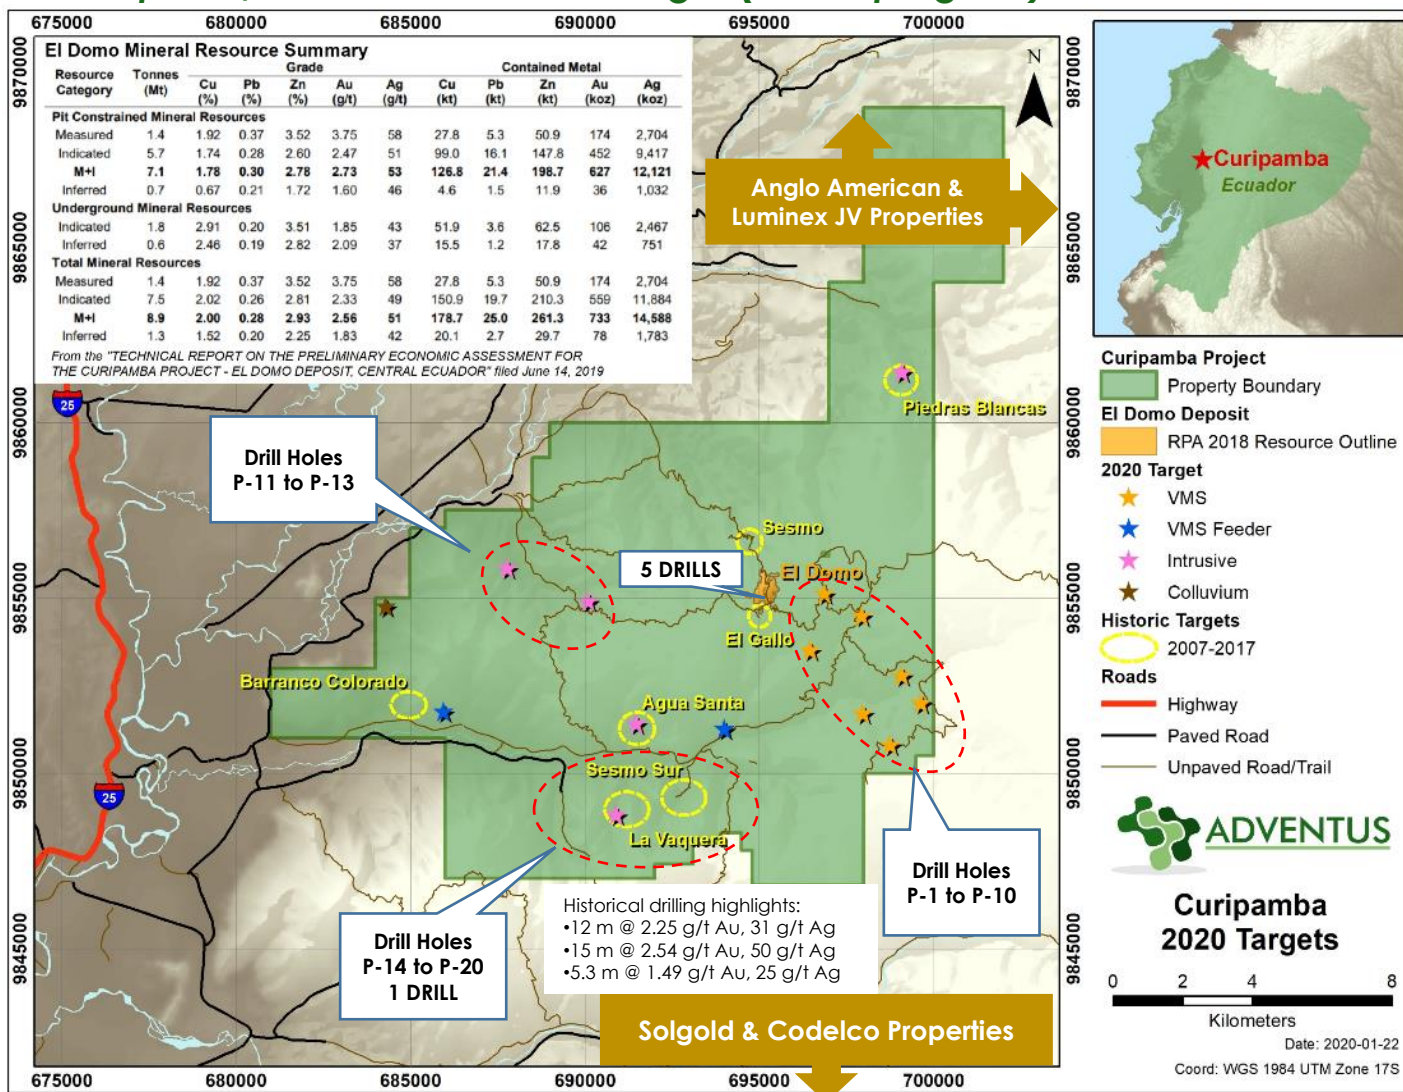 675000 680000 685000 690000 695000 700000
El Domo Mineral Resource Summary
Resource Category Tonnes (Mt) Grade Contained Metal
Cu (%) Pb (%) Zn (%) Au (g/t) Ag (g/t) Cu (kt) Pb (kt) Zn (kt) Au (koz) Ag (koz)
Pit Constrained Mineral Resources
Measured 1.4 1.92 0.37 3.52 3.75 58 27.8 5.3 50.9 174 2,704
Indicated 5.7 1.74 0.28 2.60 2.47 51 99.0 16.1 147.8 452 9,417
M+I 7.1 1.78 0.30 2.78 2.73 53 126.8 21.4 198.7 627 12,121
Inferred 0.7 0.67 0.21 1.72 1.60 46 4.6 1.5 11.9 36 1,032
Underground Mineral Resources
Indicated 1.8 2.91 0.20 3.51 1.85 43 51.9 3.6 62.5 106 2,467
Inferred 0.6 2.46 0.19 2.82 2.09 37 15.5 1.2 17.8 42 751
Total Mineral Resources
Measured 1.4 1.92 0.37 3.52 3.75 58 27.8 5.3 50.9 174 2,704
Indicated 7.5 2.02 0.26 2.81 2.33 49 150.9 19.7 210.3 559 11,884
M+I 8.9 2.00 0.28 2.93 2.56 51 178.7 25.0 261.3 733 14,588
Inferred 1.3 1.52 0.20 2.25 1.83 42 20.1 2.7 29.7 78 1,783
From the "TECHNICAL REPORT ON THE PRELIMINARY ECONOMIC ASSESSMENT FOR
THE CURIPAMBA PROJECT - EL DOMO DEPOSIT, CENTRAL ECUADOR" filed June 14, 2019
N
Anglo American &
Luminex JV Properties
9870000
9865000
9860000
9855000
9850000
9845000
9870000
9865000
9860000
9855000
9850000
9845000
25
25
Piedras Blancas
Drill Holes
P-11 to P-13
Sesmo
5 DRILLS
El Domo
El Gallo
Barranco Colorado
Agua Santa
Sesmo Sur
La Vaquera
Drill Holes
P-1 to P-10
Drill Holes
P-14 to P-20
1 DRILL
Historical drilling highlights:
•12 m @ 2.25 g/t Au, 31 g/t Ag
•15 m @ 2.54 g/t Au, 50 g/t Ag
•5.3 m @ 1.49 g/t Au, 25 g/t Ag
Solgold & Codelco Properties
675000 680000 685000 690000 695000 700000
Curipamba
Ecuador
Curipamba Project
Property Boundary
El Domo Deposit
RPA 2018 Resource Outline
2020 Target
VMS
VMS Feeder
Intrusive
Colluvium
Historic Targets
2007-2017
Roads
Highway
Paved Road
Unpaved Road/Trail
ADVENTUS
Curipamba
2020 Targets
0 2 4 8
Kilometers
Date: 2020-01-22
Coord: WGS 1984 UTM Zone 17S